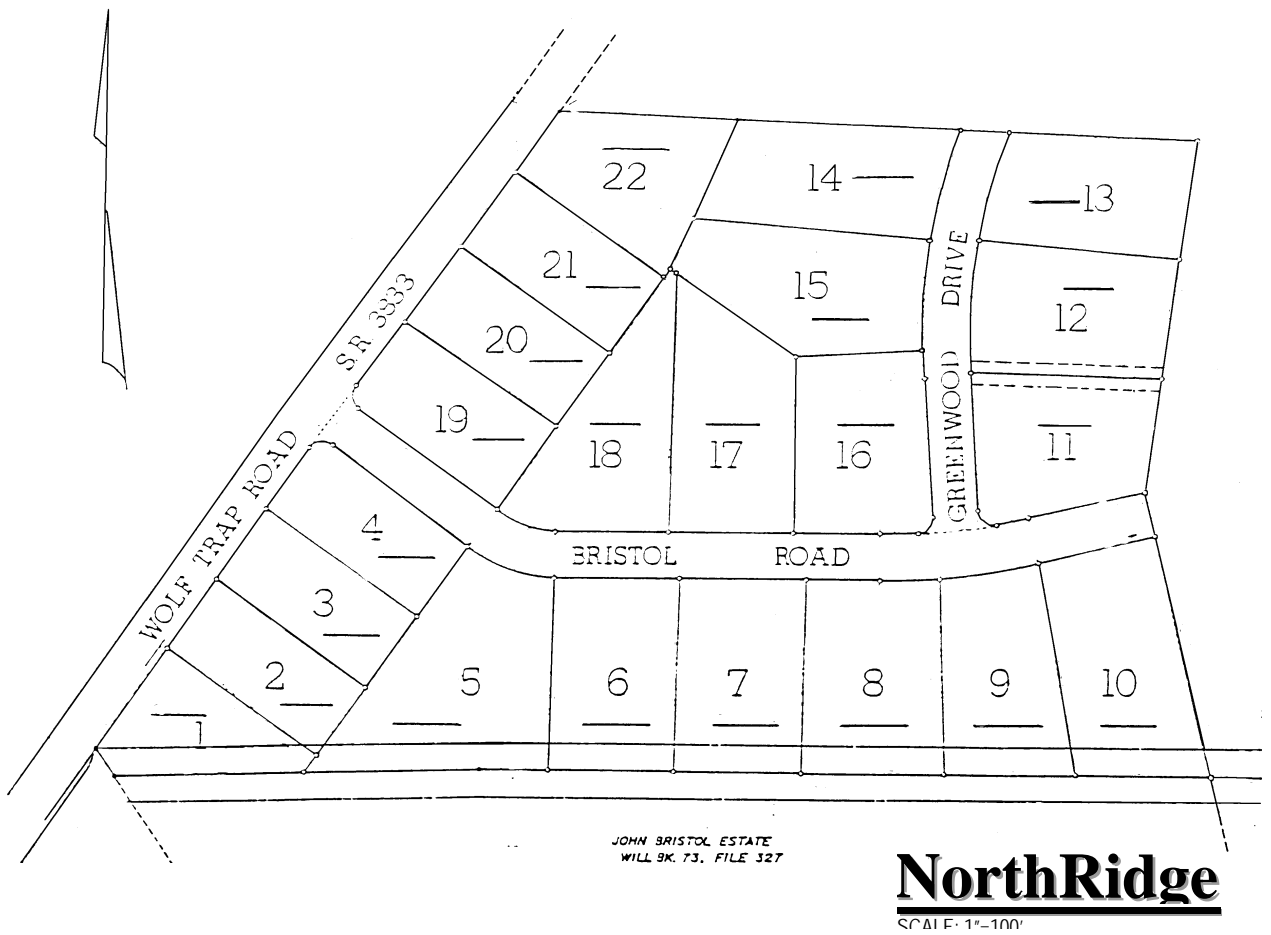 22
14
13
21
15
12
S.R. 3933
DRIVE
20
19
18
17
16
11
GREENWOOD
WOLF TRAP ROAD
4
BRISTOL ROAD
3
2
1
5
6
7
8
9
10
JOHN BRISTOL ESTATE
WILL BK. 73, FILE 327
NorthRidge
SCALE: 1"=100'